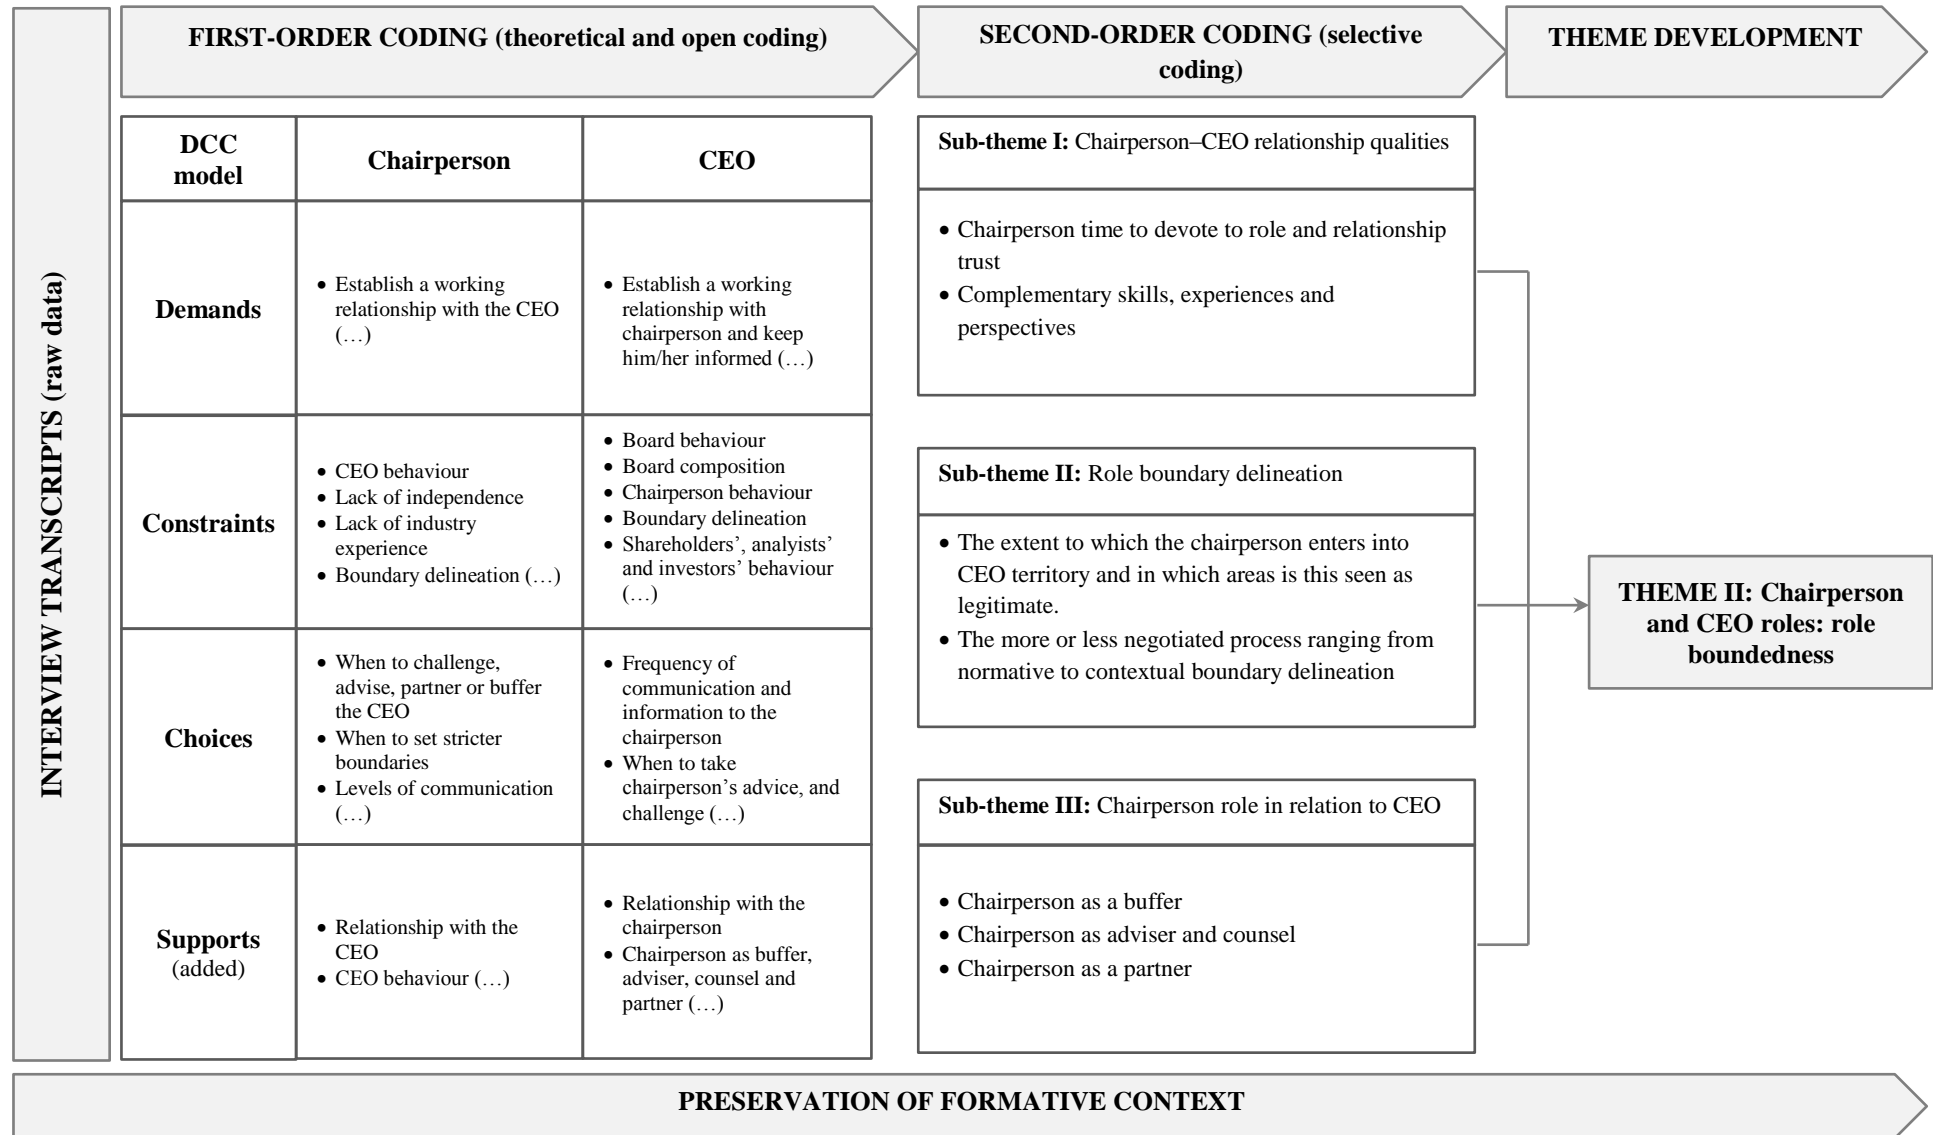 INTERVIEW TRANSCRIPTS (raw data)
FIRST-ORDER CODING (theoretical and open coding)
SECOND-ORDER CODING (selective
coding)
THEME DEVELOPMENT
DCC
model
Chairperson
CEO
Demands
• Establish a working
relationship with the CEO
(…)
• Establish a working
relationship with
chairperson and keep
him/her informed (…)
Constraints
• CEO behaviour
• Lack of independence
• Lack of industry
experience
• Boundary delineation (…)
• Board behaviour
• Board composition
• Chairperson behaviour
• Boundary delineation
• Shareholders’, analyists’
and investors’ behaviour
(…)
Choices
• When to challenge,
advise, partner or buffer
the CEO
• When to set stricter
boundaries
• Levels of communication
(…)
• Frequency of
communication and
information to the
chairperson
• When to take
chairperson’s advice, and
challenge (…)
Supports
(added)
• Relationship with the
CEO
• CEO behaviour (…)
• Relationship with the
chairperson
• Chairperson as buffer,
adviser, counsel and
partner (…)
Sub-theme I: Chairperson–CEO relationship qualities
• Chairperson time to devote to role and relationship
trust
• Complementary skills, experiences and
perspectives
Sub-theme II: Role boundary delineation
• The extent to which the chairperson enters into
CEO territory and in which areas is this seen as
legitimate.
• The more or less negotiated process ranging from
normative to contextual boundary delineation
Sub-theme III: Chairperson role in relation to CEO
• Chairperson as a buffer
• Chairperson as adviser and counsel
• Chairperson as a partner
THEME II: Chairperson
and CEO roles: role
boundedness
PRESERVATION OF FORMATIVE CONTEXT